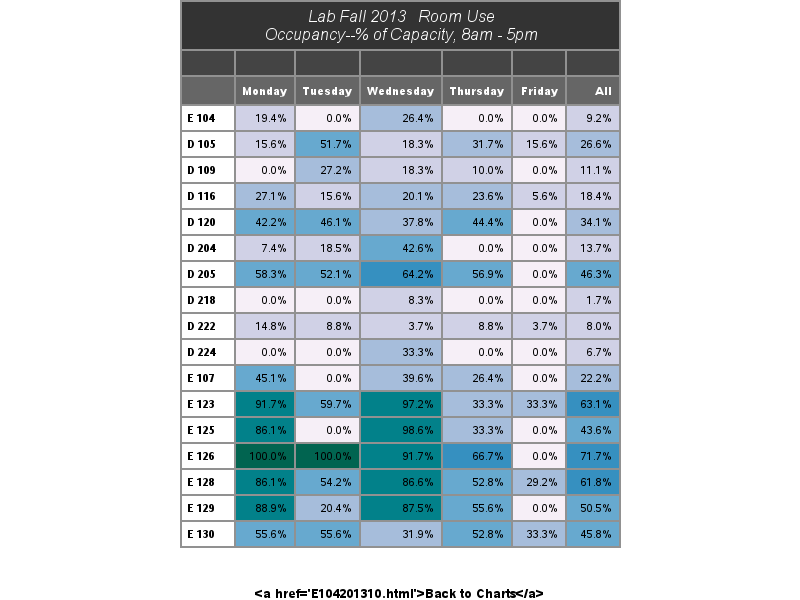 Lab Fall 2013 Room Use
Occupancy--% of Capacity, 8am - 5pm
Monday Tuesday Wednesday Thursday Friday All
E 104 19.4% 0.0% 26.4% 0.0% 0.0% 9.2%
D 105 15.6% 51.7% 18.3% 31.7% 15.6% 26.6%
D 109 0.0% 27.2% 18.3% 10.0% 0.0% 11.1%
D 116 27.1% 15.6% 20.1% 23.6% 5.6% 18.4%
D 120 42.2% 46.1% 37.8% 44.4% 0.0% 34.1%
D 204 7.4% 18.5% 42.6% 0.0% 0.0% 13.7%
D 205 58.3% 52.1% 64.2% 56.9% 0.0% 46.3%
D 218 0.0% 0.0% 8.3% 0.0% 0.0% 1.7%
D 222 14.8% 8.8% 3.7% 8.8% 3.7% 8.0%
D 224 0.0% 0.0% 33.3% 0.0% 0.0% 6.7%
E 107 45.1% 0.0% 39.6% 26.4% 0.0% 22.2%
E 123 91.7% 59.7% 97.2% 33.3% 33.3% 63.1%
E 125 86.1% 0.0% 98.6% 33.3% 0.0% 43.6%
E 126 100.0% 100.0% 91.7% 66.7% 0.0% 71.7%
E 128 86.1% 54.2% 86.6% 52.8% 29.2% 61.8%
E 129 88.9% 20.4% 87.5% 55.6% 0.0% 50.5%
E 130 55.6% 55.6% 31.9% 52.8% 33.3% 45.8%
<a href='E104201310.html'>Back to Charts</a>